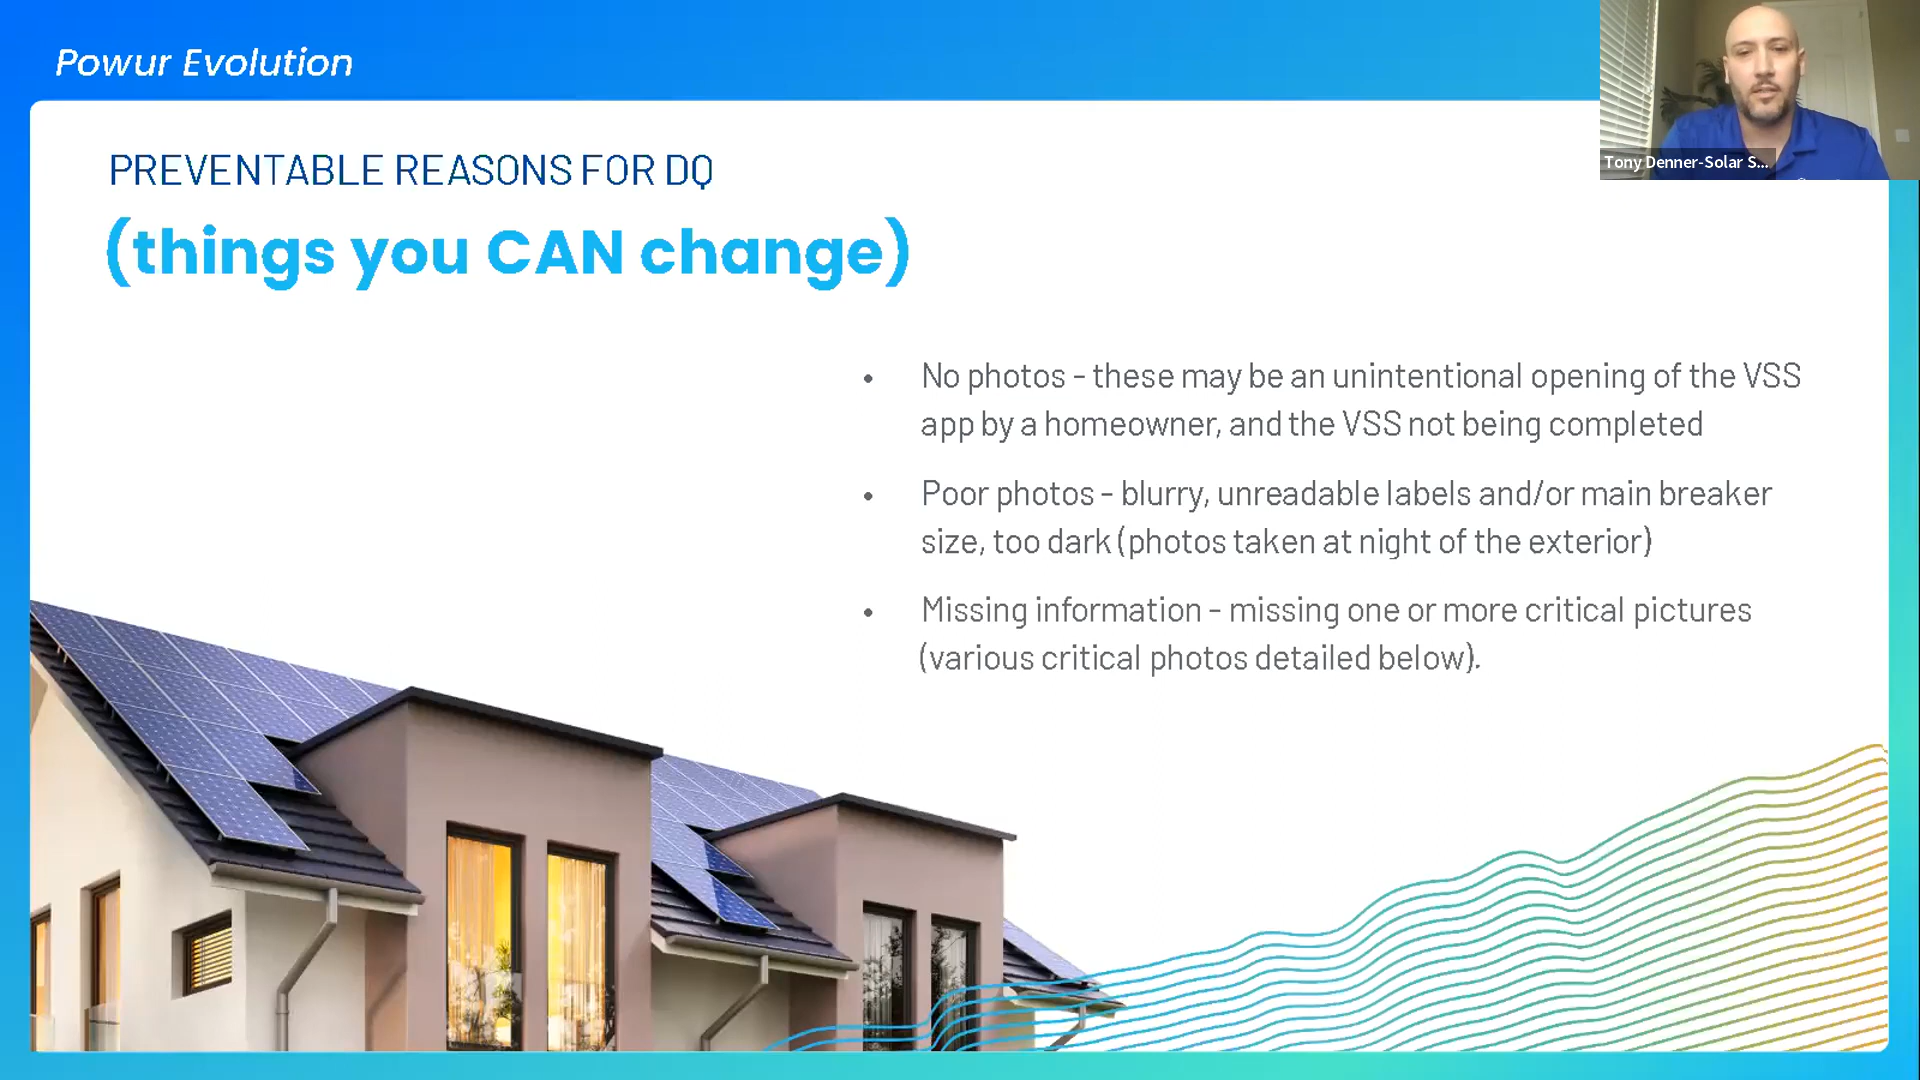 Powur Evolution
Tony Denner-Solar S...
PREVENTABLE REASONS FOR DQ
(things you CAN change)
• No photos - these may be an unintentional opening of the VSS
app by a homeowner, and the VSS not being completed
• Poor photos - blurry, unreadable labels and/or main breaker
size, too dark (photos taken at night of the exterior)
• Missing information - missing one or more critical pictures
(various critical photos detailed below).